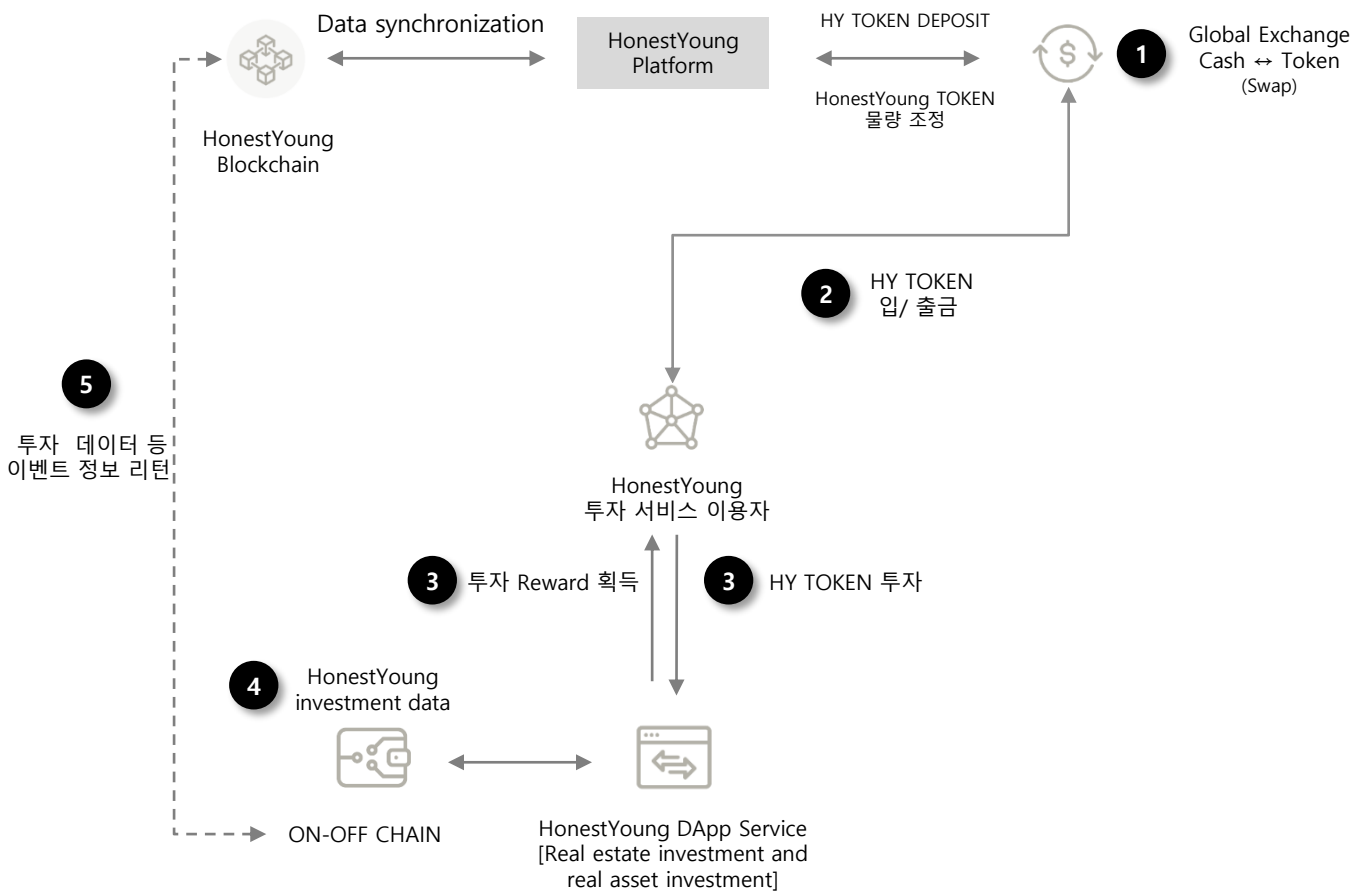 Data synchronization
HonestYoung
Platform
HY TOKEN DEPOSIT
HonestYoung TOKEN
물량 조정
1
Global Exchange
Cash ↔ Token
(Swap)
$
HonestYoung
Blockchain
2
HY TOKEN
입/ 출금
5
투자 데이터 등
이벤트 정보 리턴
HonestYoung
투자 서비스 이용자
3
투자 Reward 획득
3
HY TOKEN 투자
4
HonestYoung
investment data
ON-OFF CHAIN
HonestYoung DApp Service
[Real estate investment and
real asset investment]